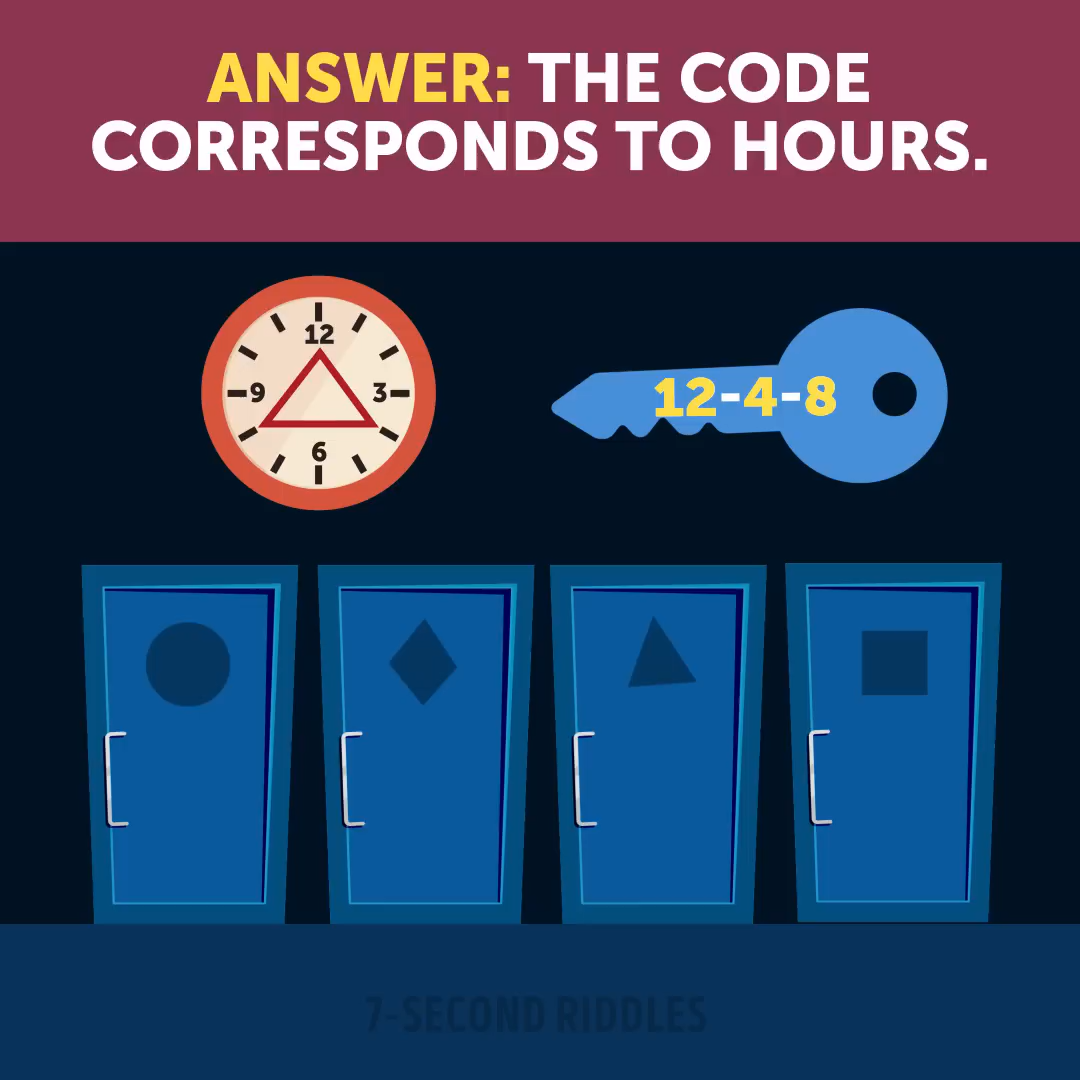 ANSWER: THE CODE
CORRESPONDS TO HOURS.
12
9
3
6
12-4-8
7-SECOND RIDDLES